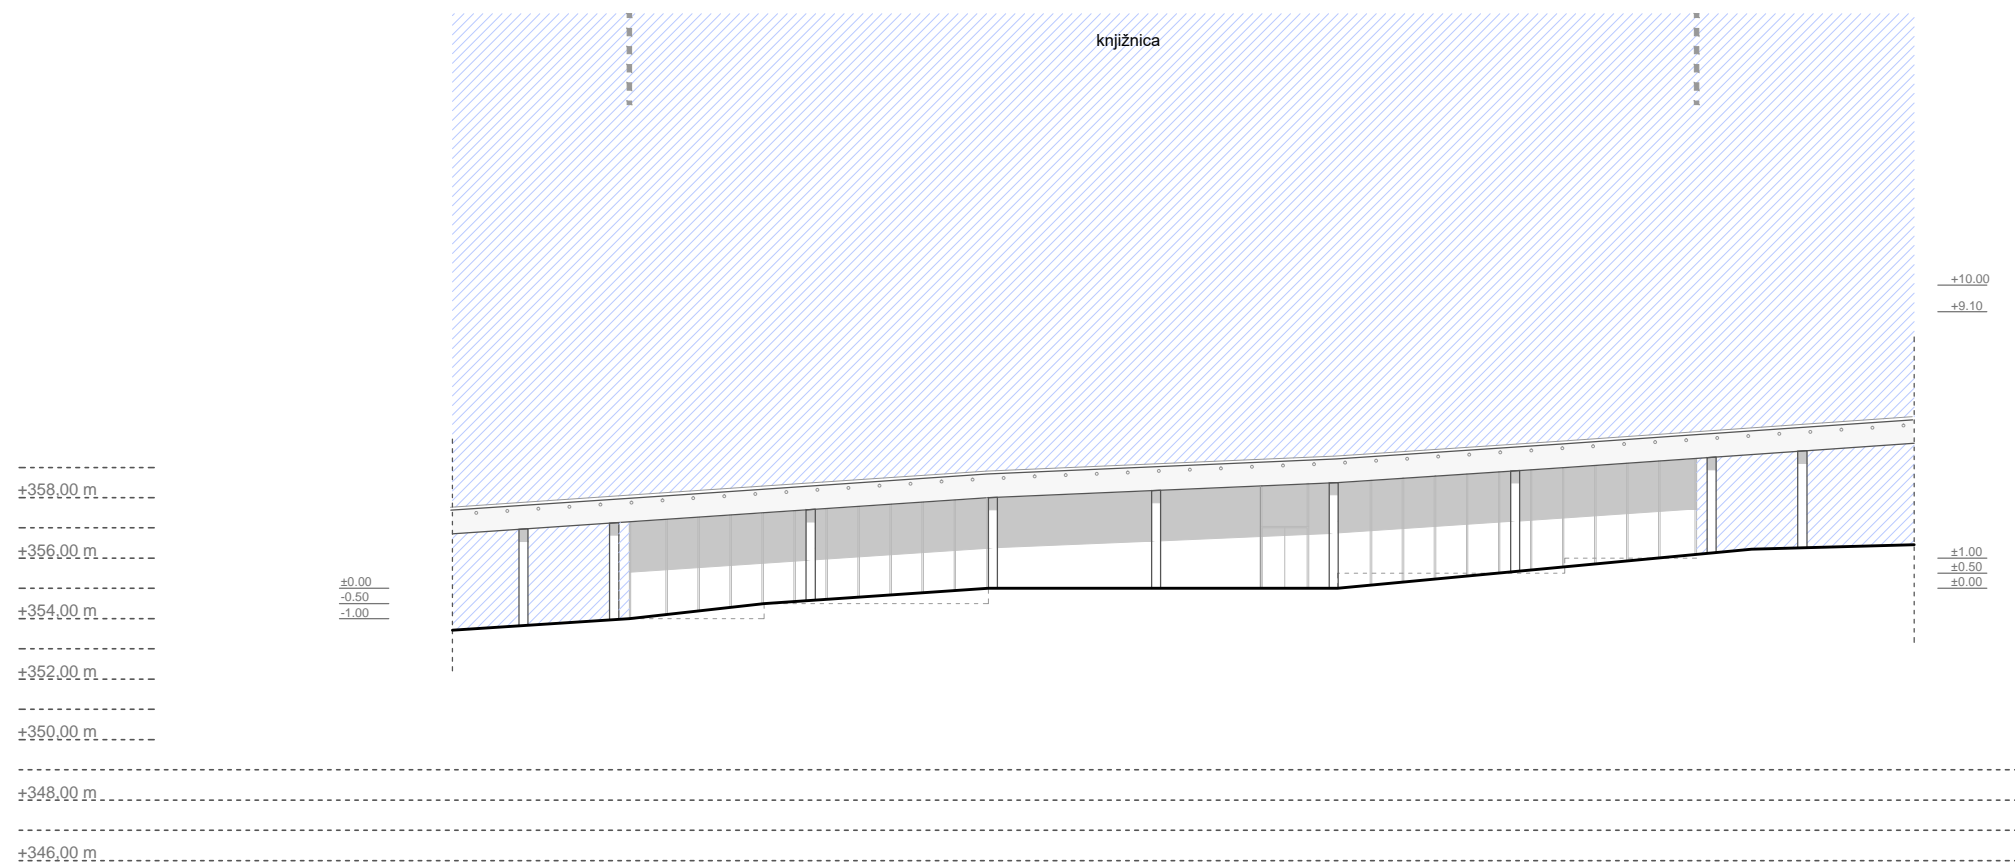 knjižnica
+10.00
+9.10
+358,00 m
+356,00 m
+354,00 m
+352,00 m
+350,00 m
+348,00 m
+346,00 m
±0.00
-0.50
-1.00
+1.00
±0.50
±0.00